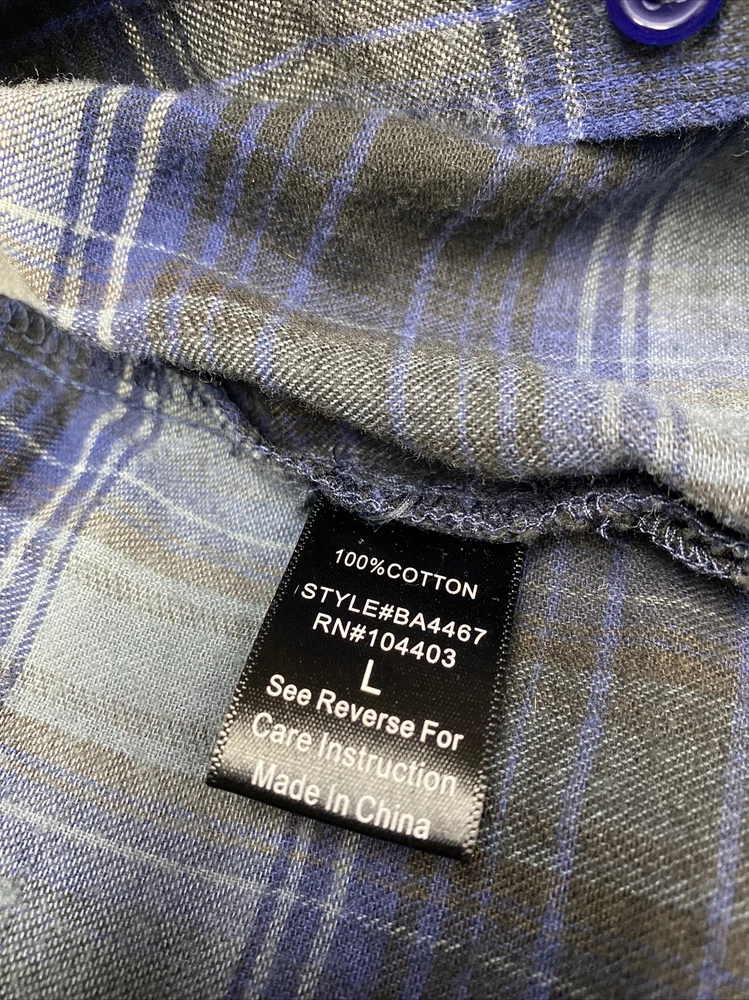 100%COTTON
STYLE#BA4467
RN#104403
L
See Reverse For
Care Instruction
Made In China